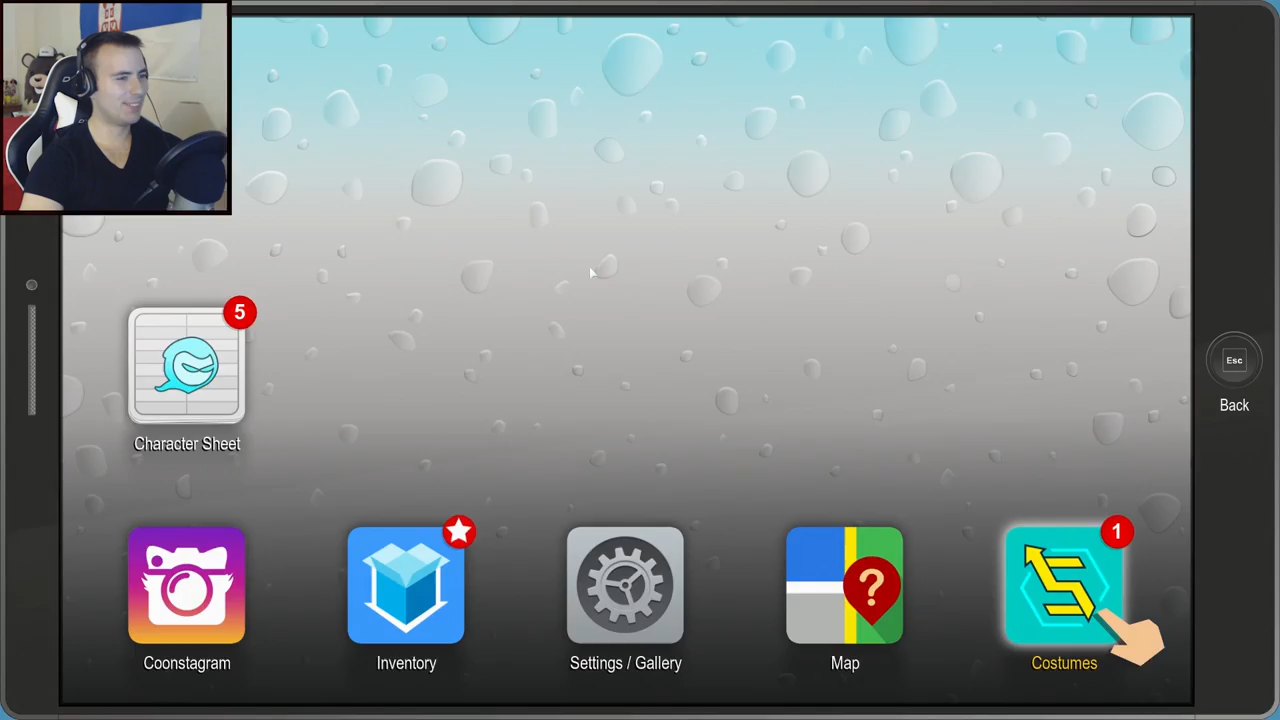 5
Character Sheet
Esc
Back
1
Coonstagram
Inventory
Settings / Gallery
?
Map
Costumes